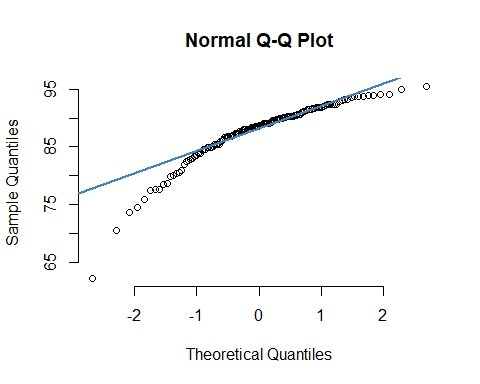 Normal Q-Q Plot
95
85
75
65
Sample Quantiles
-2 -1 0 1 2
Theoretical Quantiles